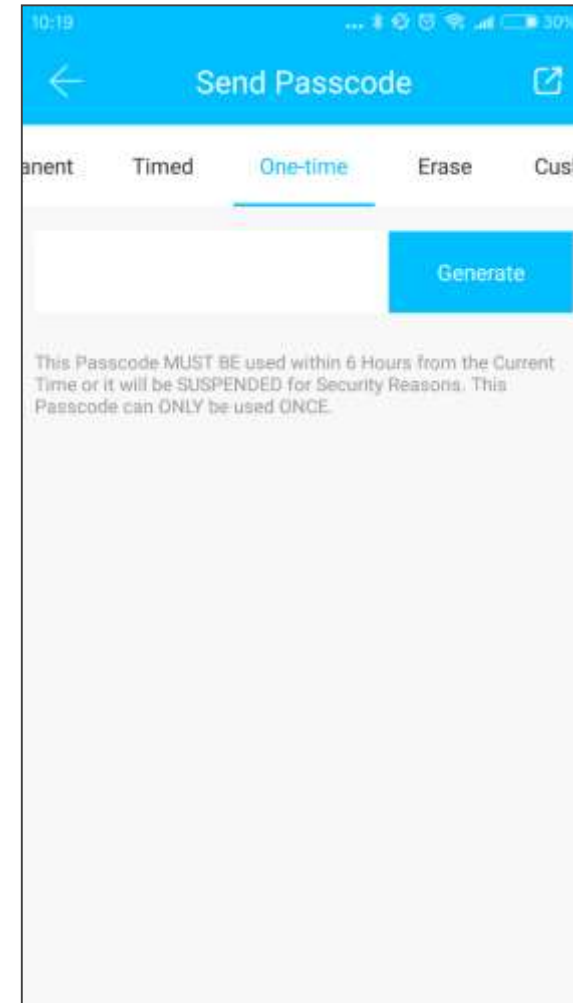 10:19 ... 30%
Send Passcode
anent Timed One-time Erase Cus
Generate
This Passcode MUST BE used within 6 Hours from the Current
Time or it will be SUSPENDED for Security Reasons. This
Passcode can ONLY be used ONCE.